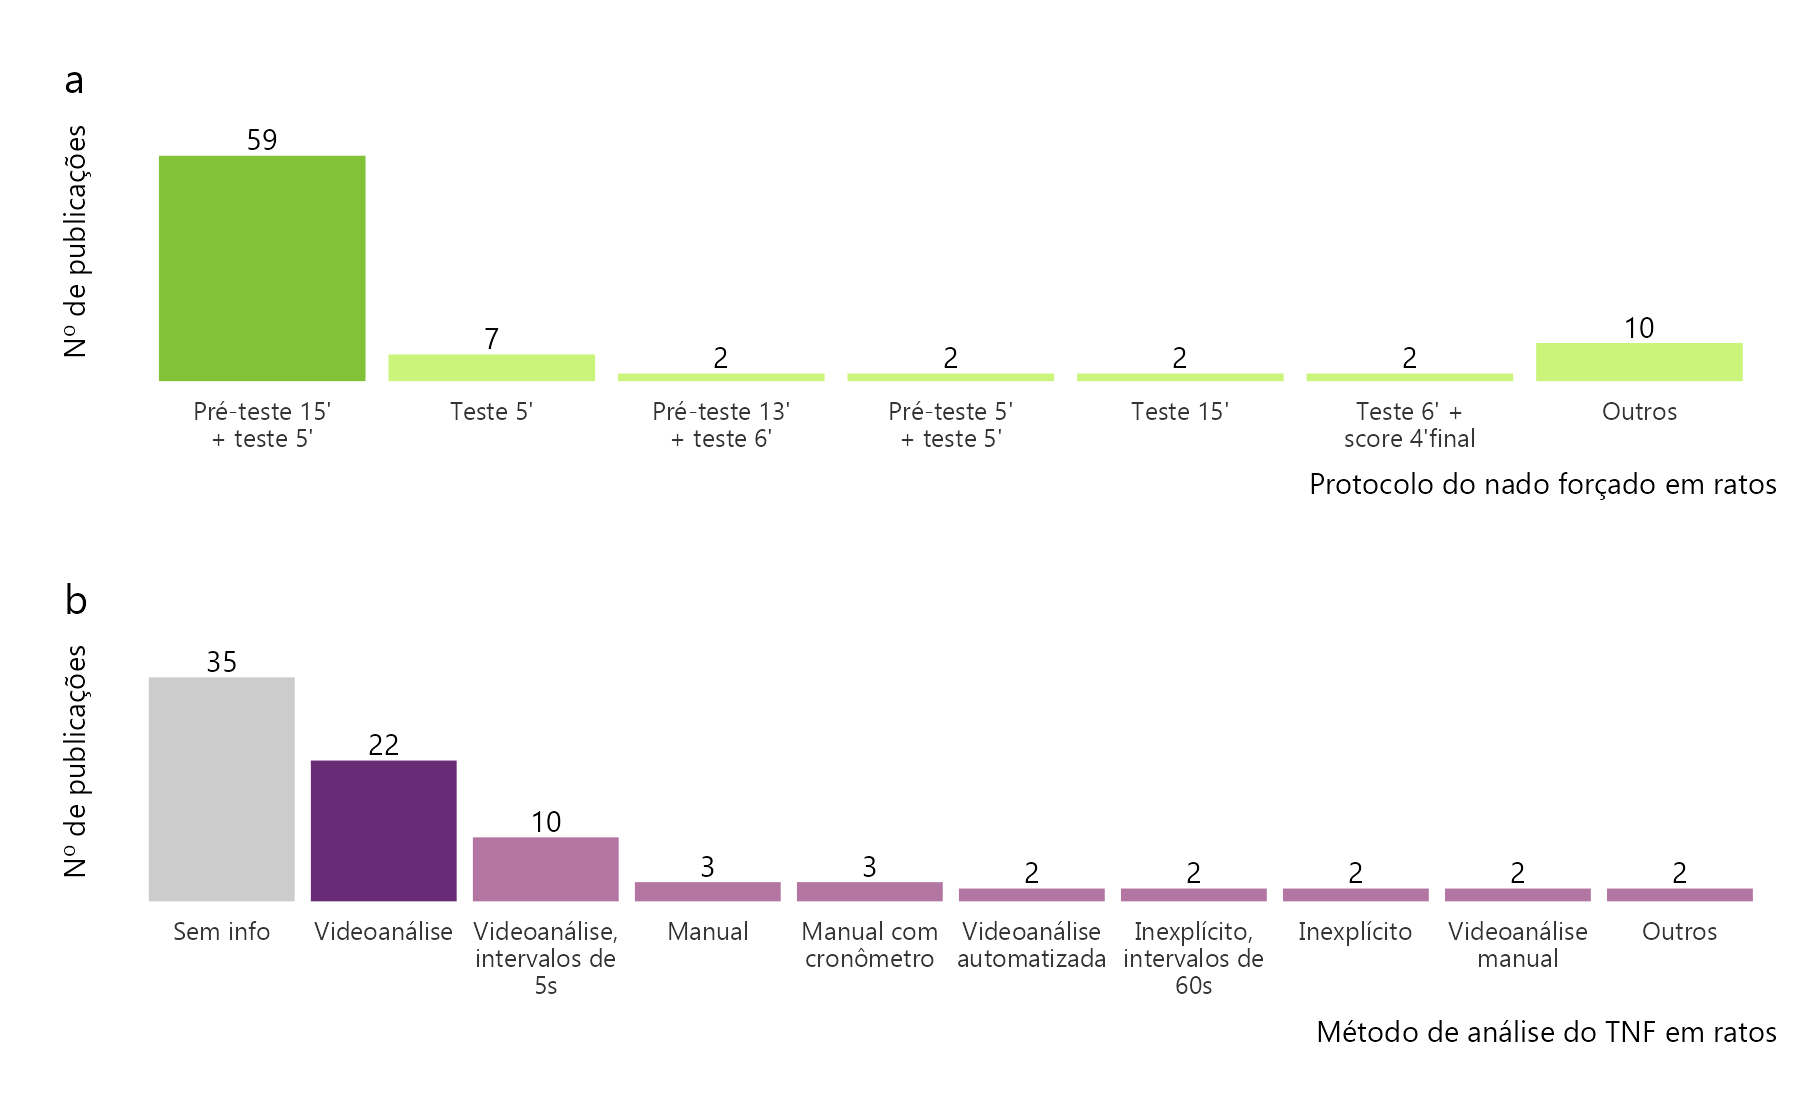 a
Nº de publicações
59
7
2
2
2
2
10
Pré-teste 15'
+ teste 5'
Teste 5'
Pré-teste 13'
+ teste 6'
Pré-teste 5'
+ teste 5'
Teste 15'
Teste 6' +
score 4'final
Outros
Protocolo do nado forçado em ratos
b
Nº de publicações
35
22
10
3
3
2
2
2
2
2
Sem info
Videoanálise
Videoanálise,
intervalos de
5s
Manual
Manual com
cronômetro
Videoanálise
automatizada
Inexplícito,
intervalos de
60s
Inexplícito
Videoanálise
manual
Outros
Método de análise do TNF em ratos